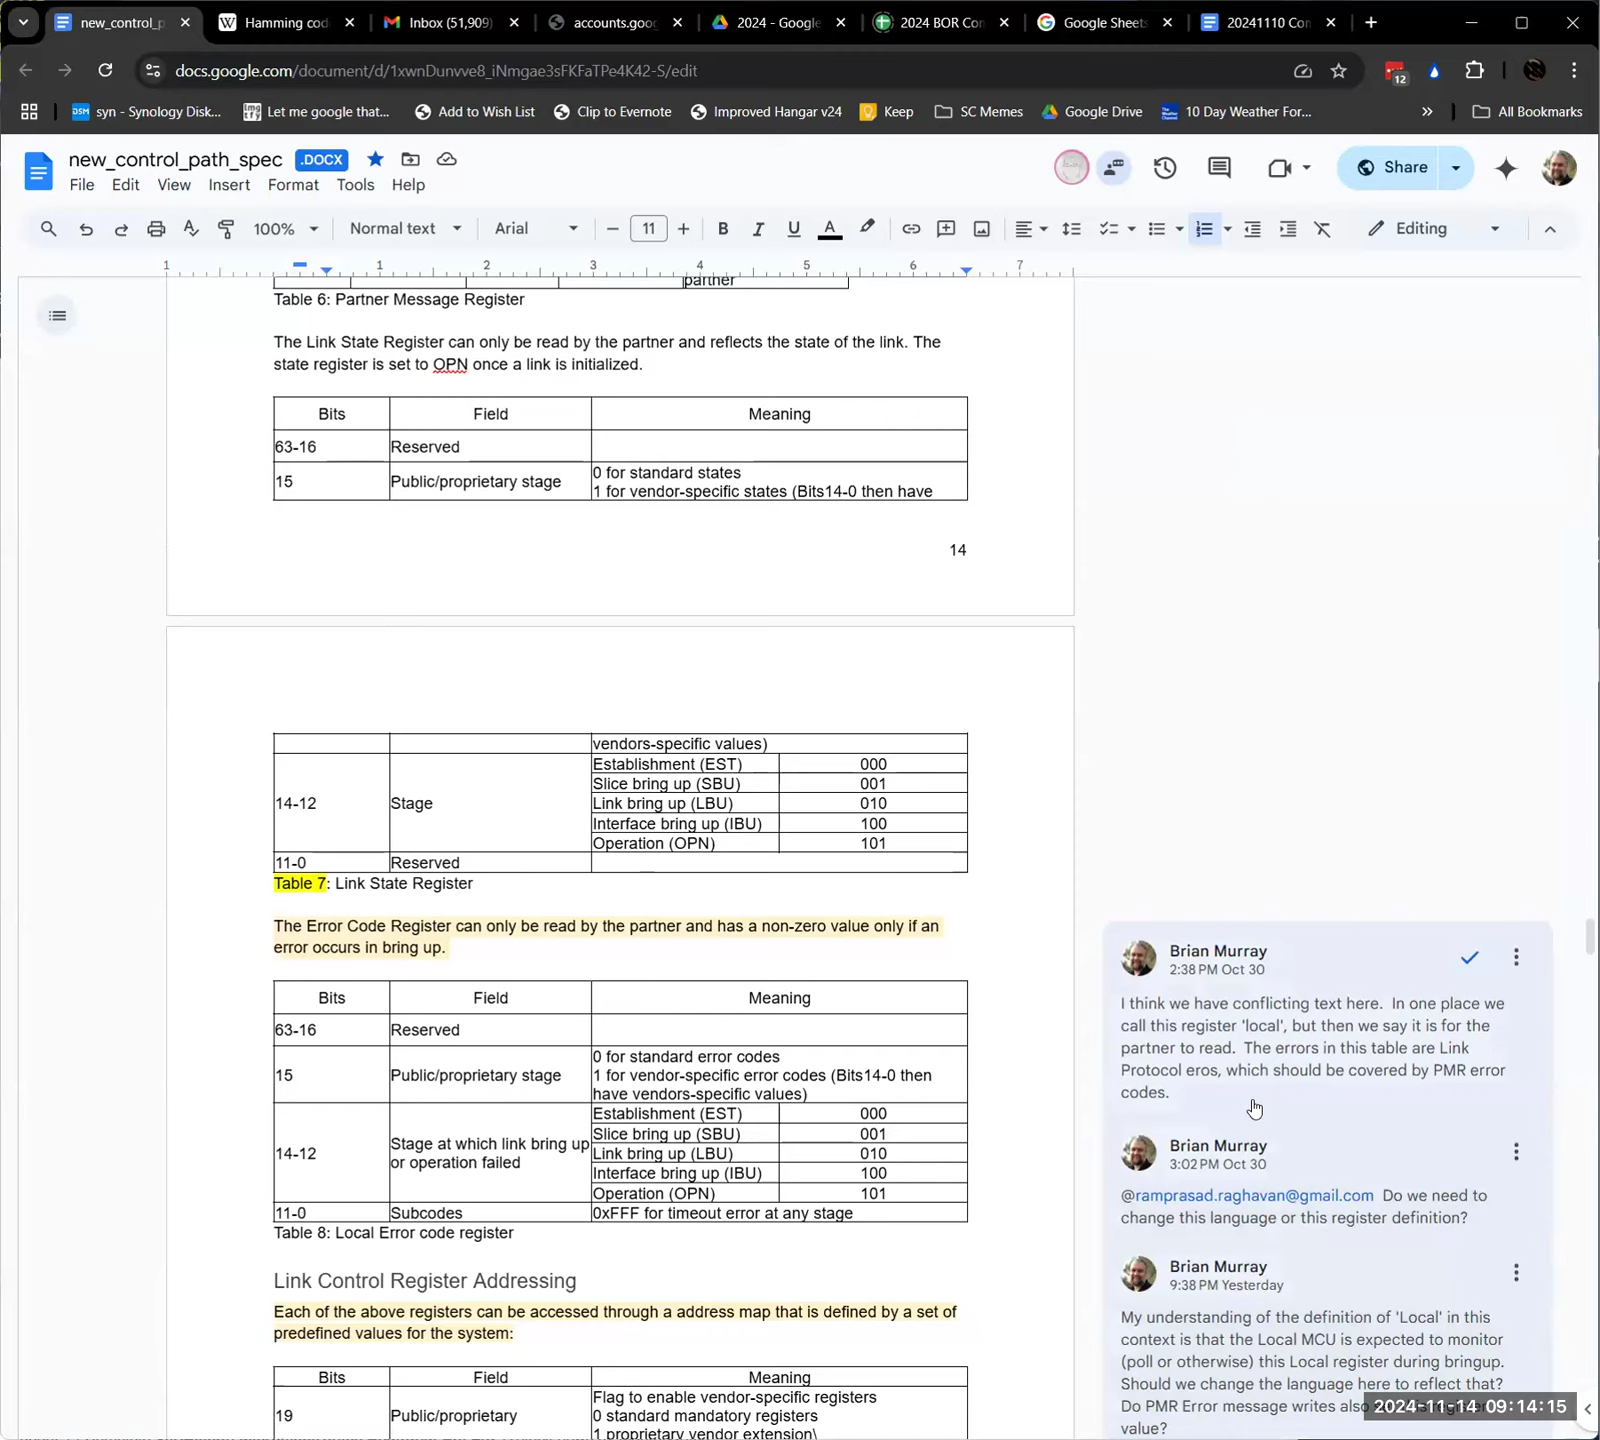 new_control_p
Hamming cod
Inbox (51,909)
accounts.goo
2024 - Google
2024 BOR Con
Google Sheets
20241110 Con
docs.google.com/document/d/1xwnDunvve8_iNmgae3sFKFaTPe4K42-S/edit
12
DSM
syn - Synology Disk...
Let me google that...
Add to Wish List
Clip to Evernote
Improved Hangar v24
Keep
SC Memes
Google Drive
10 Day Weather For...
All Bookmarks
new_control_path_spec
.DOCX
File Edit View Insert Format Tools Help
Share
100%
Normal text
Arial
11
Editing
1 1 2 3 4 5 6 7
partner
Table 6: Partner Message Register
The Link State Register can only be read by the partner and reflects the state of the link. The
state register is set to OPN once a link is initialized.
Bits Field Meaning
63-16 Reserved
15 Public/proprietary stage
0 for standard states
1 for vendor-specific states (Bits14-0 then have
14
vendors-specific values)
14-12 Stage
Establishment (EST) 000
Slice bring up (SBU) 001
Link bring up (LBU) 010
Interface bring up (IBU) 100
Operation (OPN) 101
11-0 Reserved
Table 7: Link State Register
The Error Code Register can only be read by the partner and has a non-zero value only if an
error occurs in bring up.
Bits Field Meaning
63-16 Reserved
15 Public/proprietary stage
0 for standard error codes
1 for vendor-specific error codes (Bits14-0 then
have vendors-specific values)
14-12 Stage at which link bring up
or operation failed
Establishment (EST) 000
Slice bring up (SBU) 001
Link bring up (LBU) 010
Interface bring up (IBU) 100
Operation (OPN) 101
11-0 Subcodes 0xFFF for timeout error at any stage
Table 8: Local Error code register
Link Control Register Addressing
Each of the above registers can be accessed through a address map that is defined by a set of
predefined values for the system:
Bits Field Meaning
19 Public/proprietary
Flag to enable vendor-specific registers
0 standard mandatory registers
1 proprietary vendor extension\
Brian Murray
2:38 PM Oct 30
I think we have conflicting text here. In one place we
call this register 'local', but then we say it is for the
partner to read. The errors in this table are Link
Protocol eros, which should be covered by PMR error
codes.
Brian Murray
3:02 PM Oct 30
@ramprasad.raghavan@gmail.com Do we need to
change this language or this register definition?
Brian Murray
9:38 PM Yesterday
My understanding of the definition of 'Local' in this
context is that the Local MCU is expected to monitor
(poll or otherwise) this Local register during bringup.
Should we change the language here to reflect that?
Do PMR Error message writes also
value?
2024-11-14 09:14:15